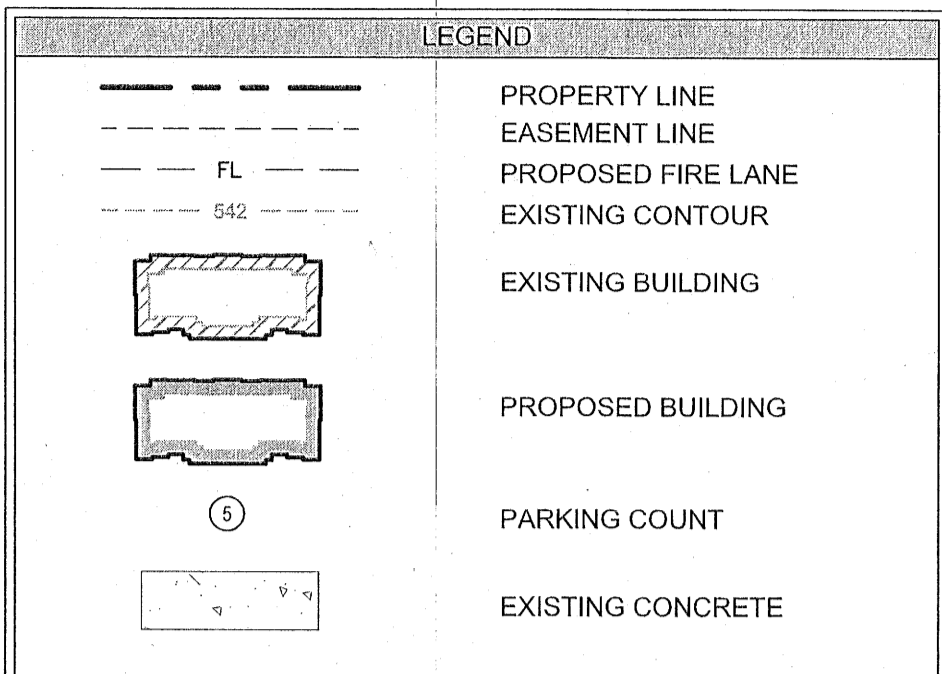 LEGEND
PROPERTY LINE
EASEMENT LINE
FL PROPOSED FIRE LANE
542 EXISTING CONTOUR
EXISTING BUILDING
PROPOSED BUILDING
5 PARKING COUNT
EXISTING CONCRETE